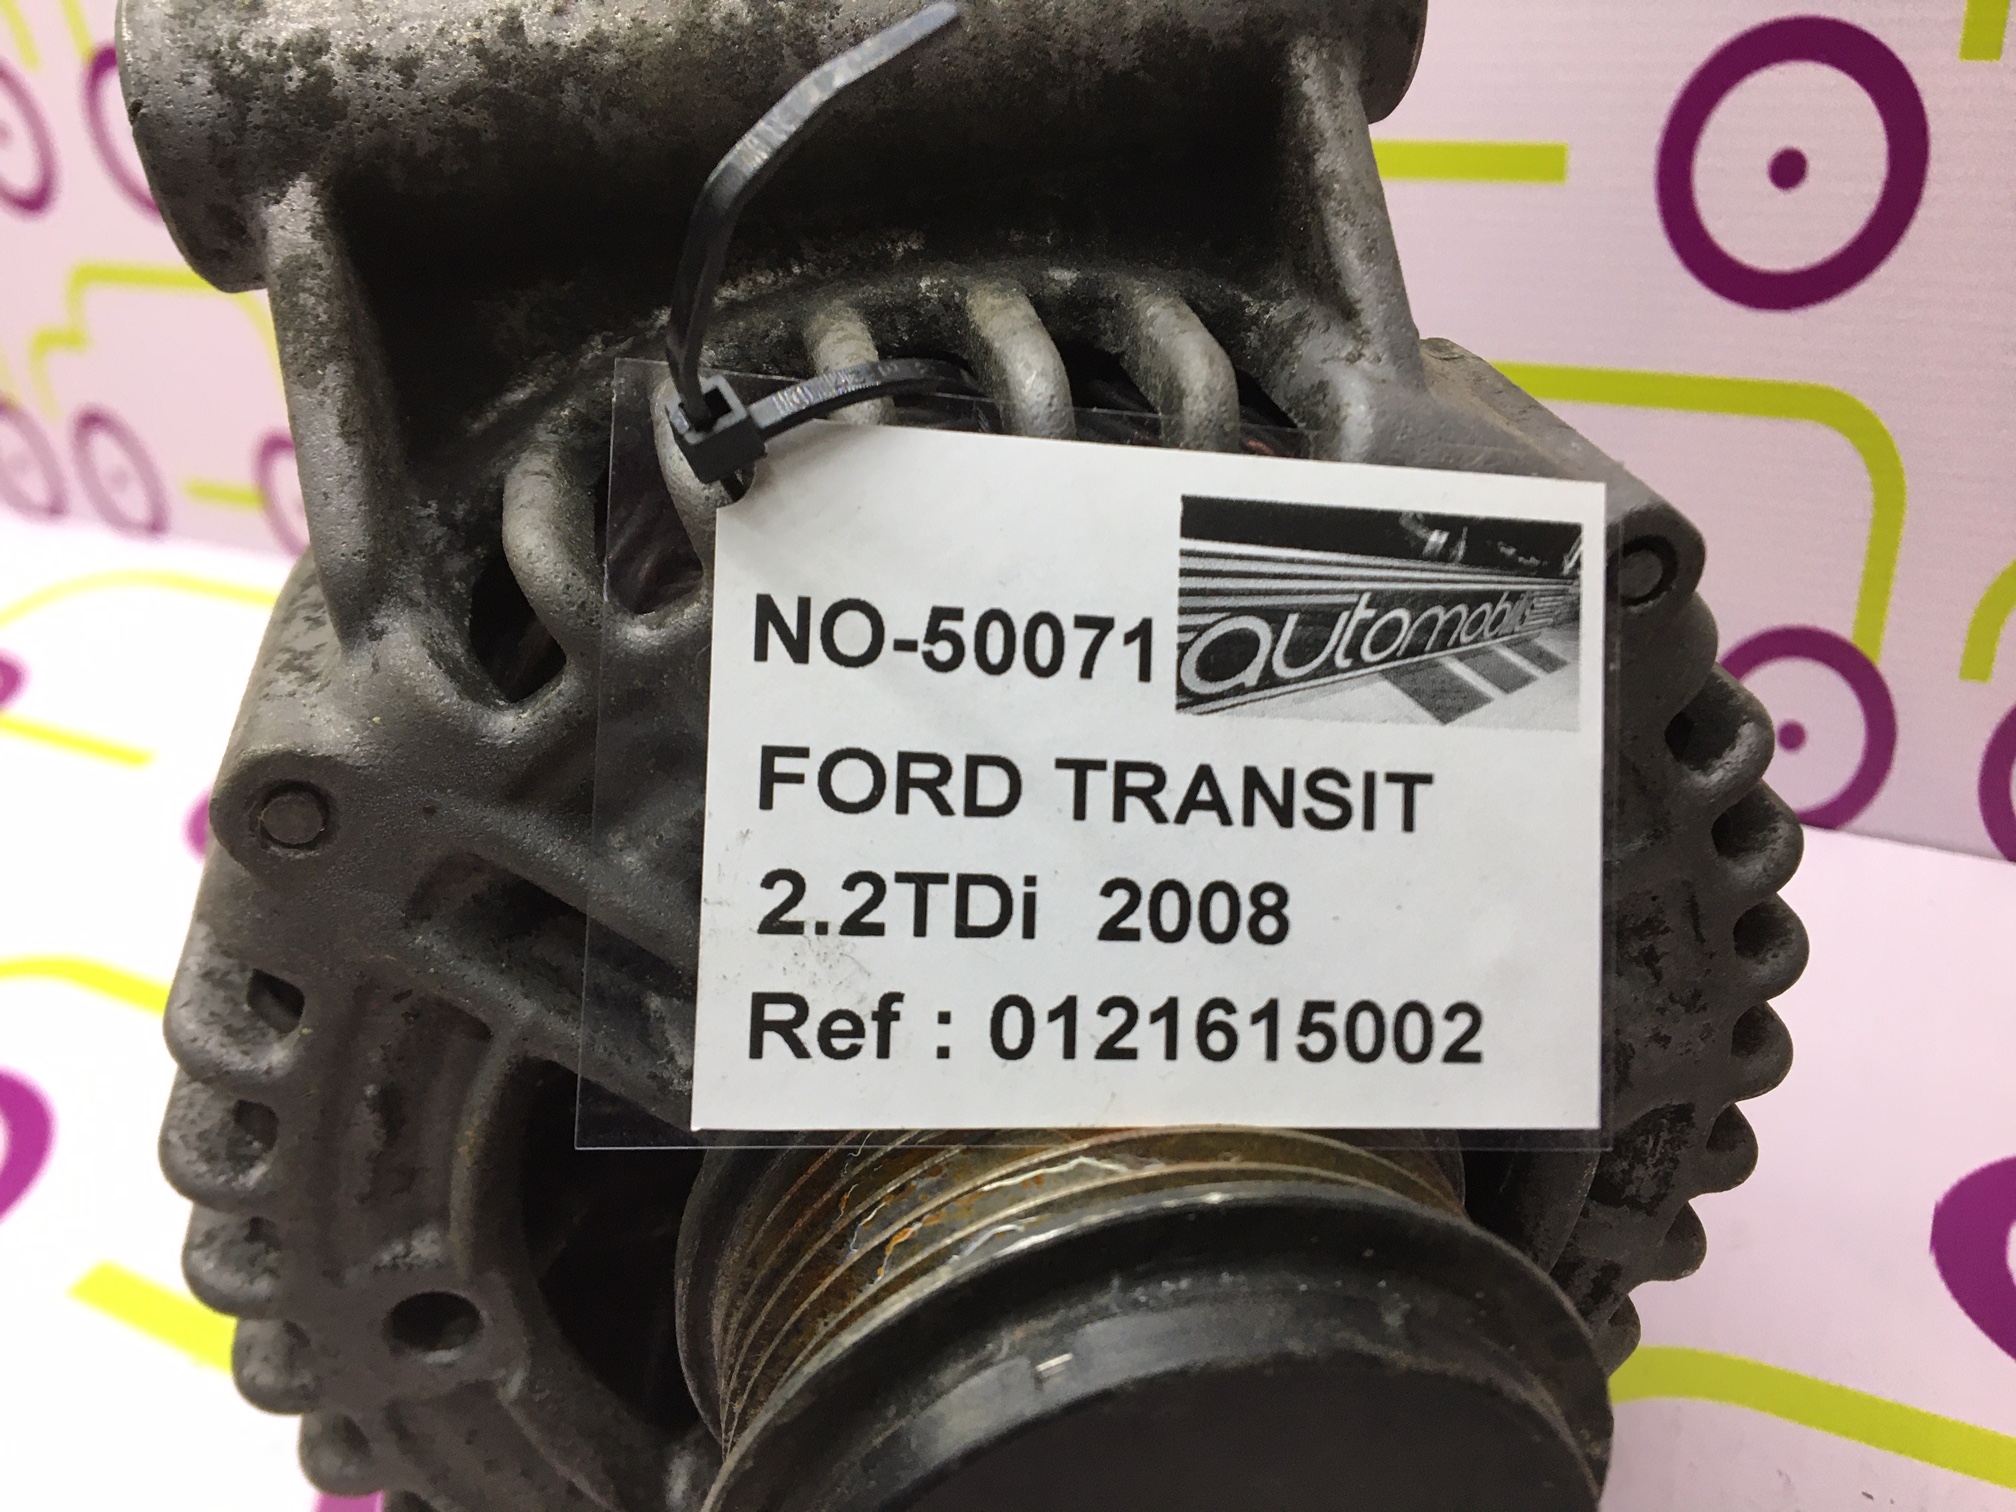 NO-50071
automobile
FORD TRANSIT
2.2TDi 2008
Ref : 0121615002